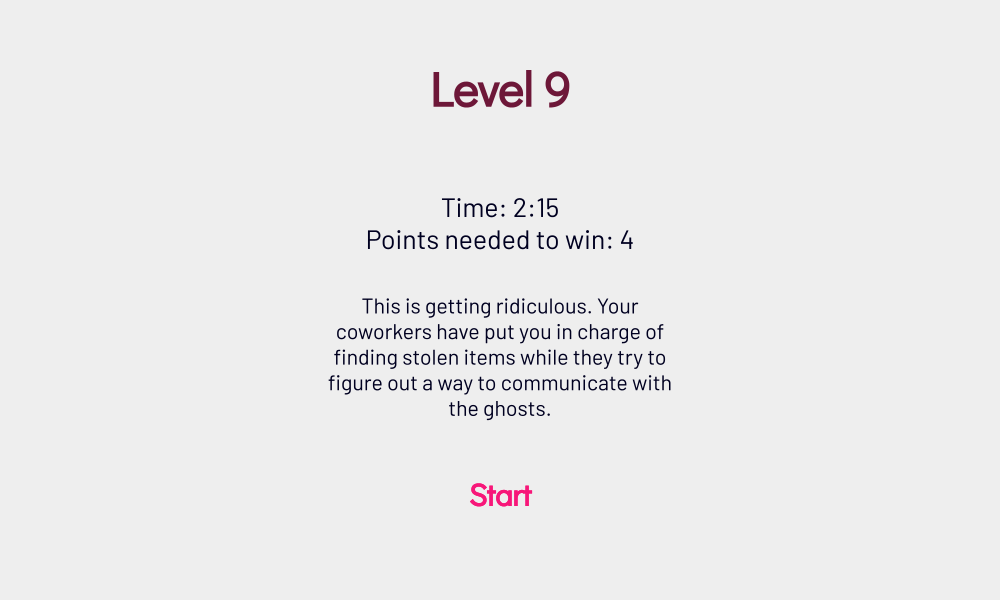 Level 9
Time: 2:15
Points needed to win: 4
This is getting ridiculous. Your
coworkers have put you in charge of
finding stolen items while they try to
figure out a way to communicate with
the ghosts.
Start